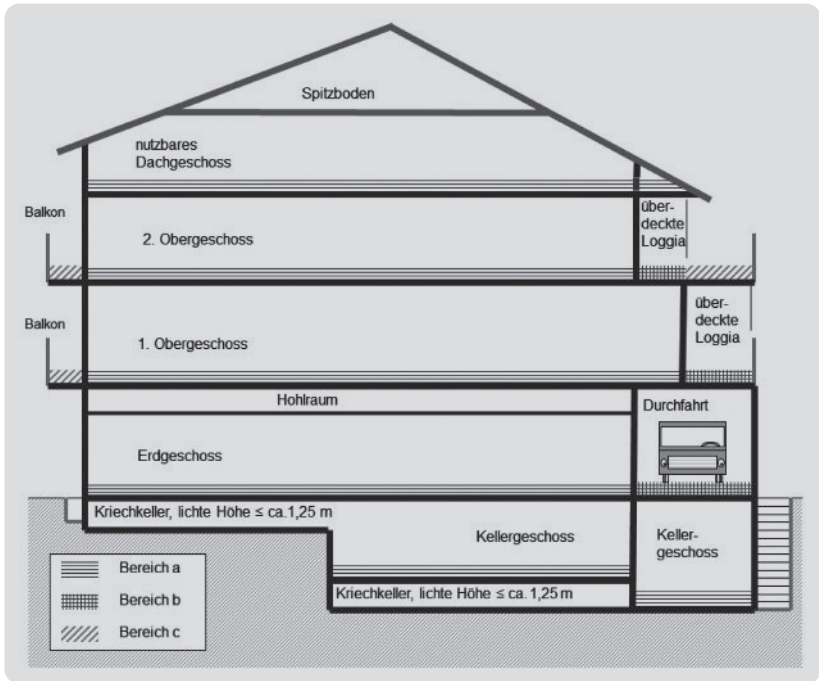 Spitzboden
nutzbares
Dachgeschoss
Balkon
2. Obergeschoss
über-
deckte
Loggia
Balkon
1. Obergeschoss
über-
deckte
Loggia
Hohlraum
Durchfahrt
Erdgeschoss
Kriechkeller, lichte Höhe ≤ ca.1,25 m
Kellergeschoss
Keller-
geschoss
Kriechkeller, lichte Höhe ≤ ca. 1,25 m
Bereich a
Bereich b
Bereich c